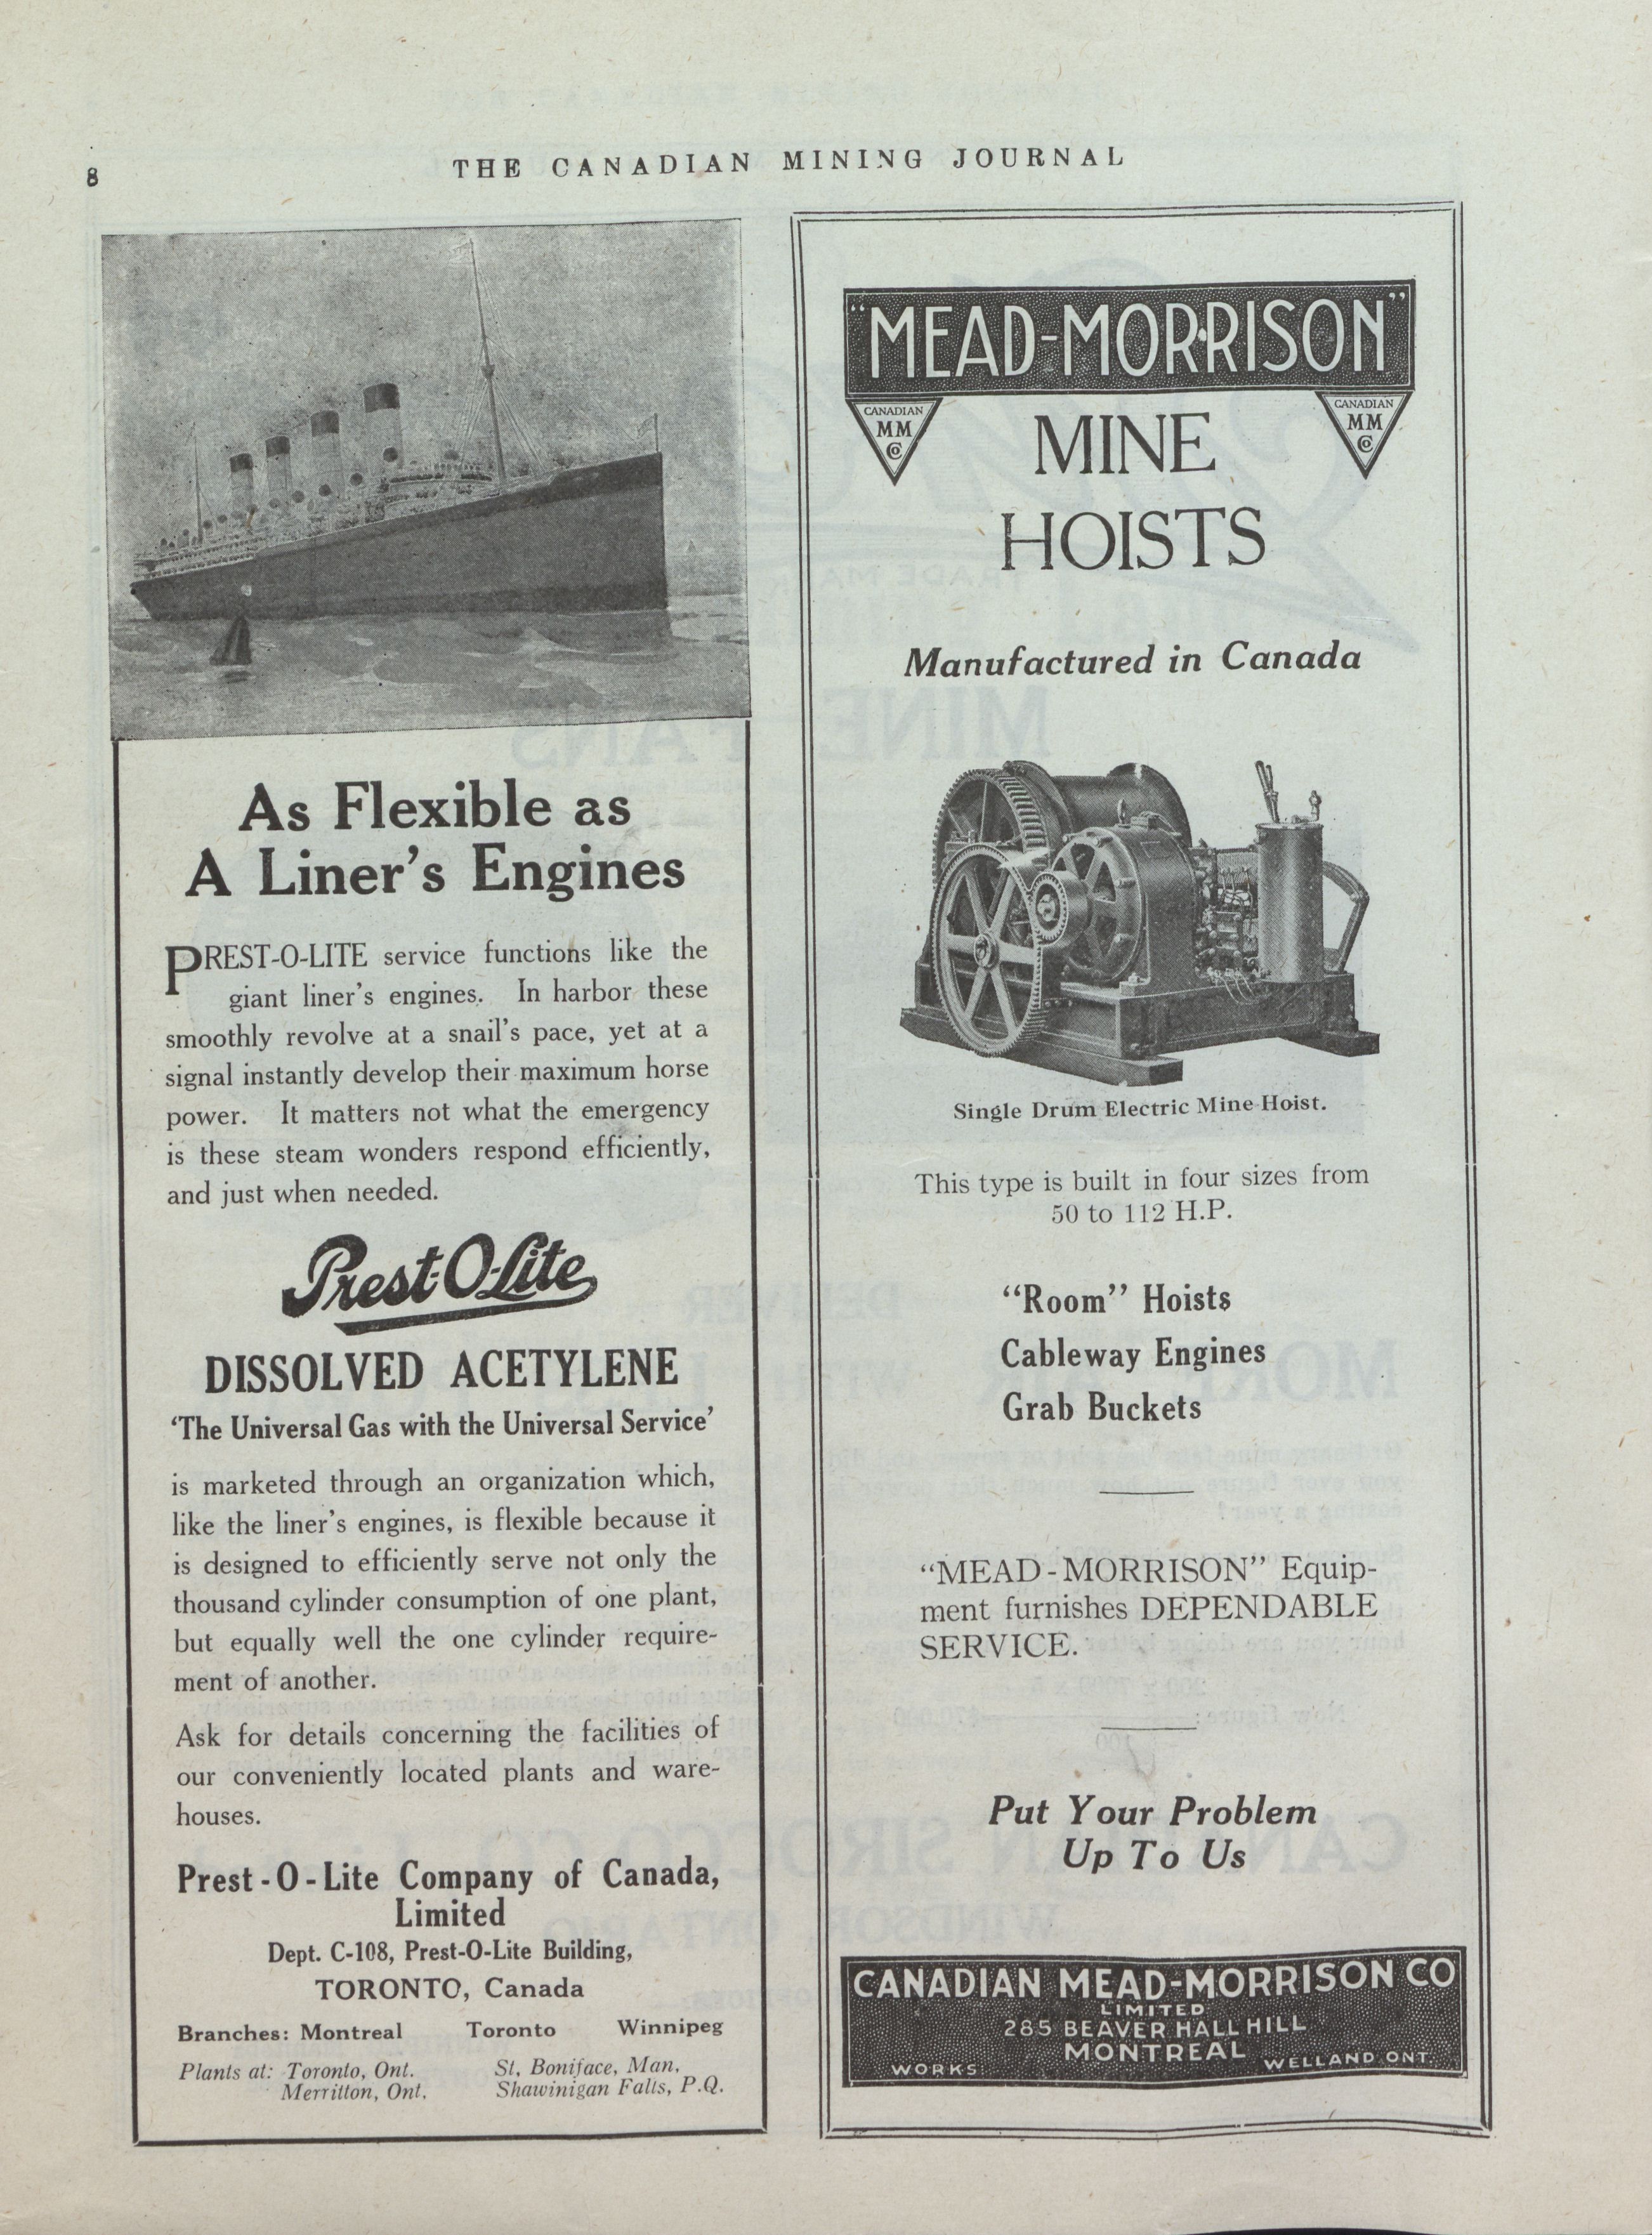 8
THE CANADIAN MINING JOURNAL
As Flexible as
A Liner's Engines
PREST-O-LITE service functions like the
giant liner's engines. In harbor these
smoothly revolve at a snail's pace, yet at a
signal instantly develop their maximum horse
power. It matters not what the emergency
is these steam wonders respond efficiently,
and just when needed.
Prest-O-Lite
DISSOLVED ACETYLENE
'The Universal Gas with the Universal Service'
is marketed through an organization which,
like the liner's engines, is flexible because it
is designed to efficiently serve not only the
thousand cylinder consumption of one plant,
but equally well the one cylinder require-
ment of another.
Ask for details concerning the facilities of
our conveniently located plants and ware-
houses.
Prest-O-Lite Company of Canada,
Limited
Dept. C-108, Prest-O-Lite Building,
TORONTO, Canada
Branches: Montreal Toronto Winnipeg
Plants at: Toronto, Ont. St. Boniface, Man.
Merritton, Ont. Shawinigan Falls, P.Q.
"MEAD-MORRISON"
CANADIAN
MM
CO
CANADIAN
MM
CO
MINE
HOISTS
Manufactured in Canada
Single Drum Electric Mine Hoist.
This type is built in four sizes from
50 to 112 H.P.
"Room" Hoists
Cableway Engines
Grab Buckets
"MEAD-MORRISON" Equip-
ment furnishes DEPENDABLE
SERVICE.
Put Your Problem
Up To Us
CANADIAN MEAD-MORRISON CO
LIMITED
285 BEAVER HALL HILL
MONTREAL
WORKS WELLAND ONT.